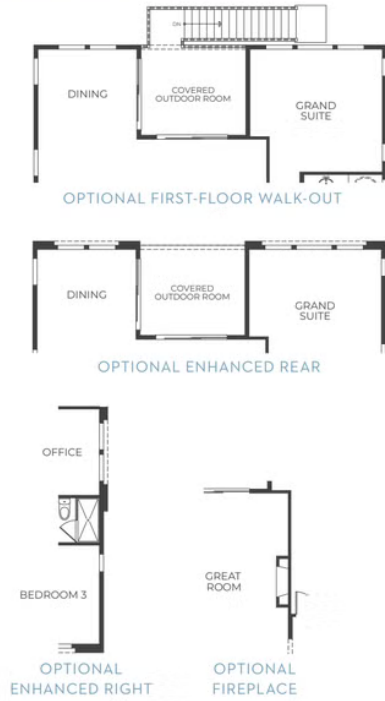 DN
DINING
COVERED
OUTDOOR ROOM
GRAND
SUITE
OPTIONAL FIRST-FLOOR WALK-OUT
DINING
COVERED
OUTDOOR ROOM
GRAND
SUITE
OPTIONAL ENHANCED REAR
OFFICE
BEDROOM 3
OPTIONAL
ENHANCED RIGHT
GREAT
ROOM
OPTIONAL
FIREPLACE